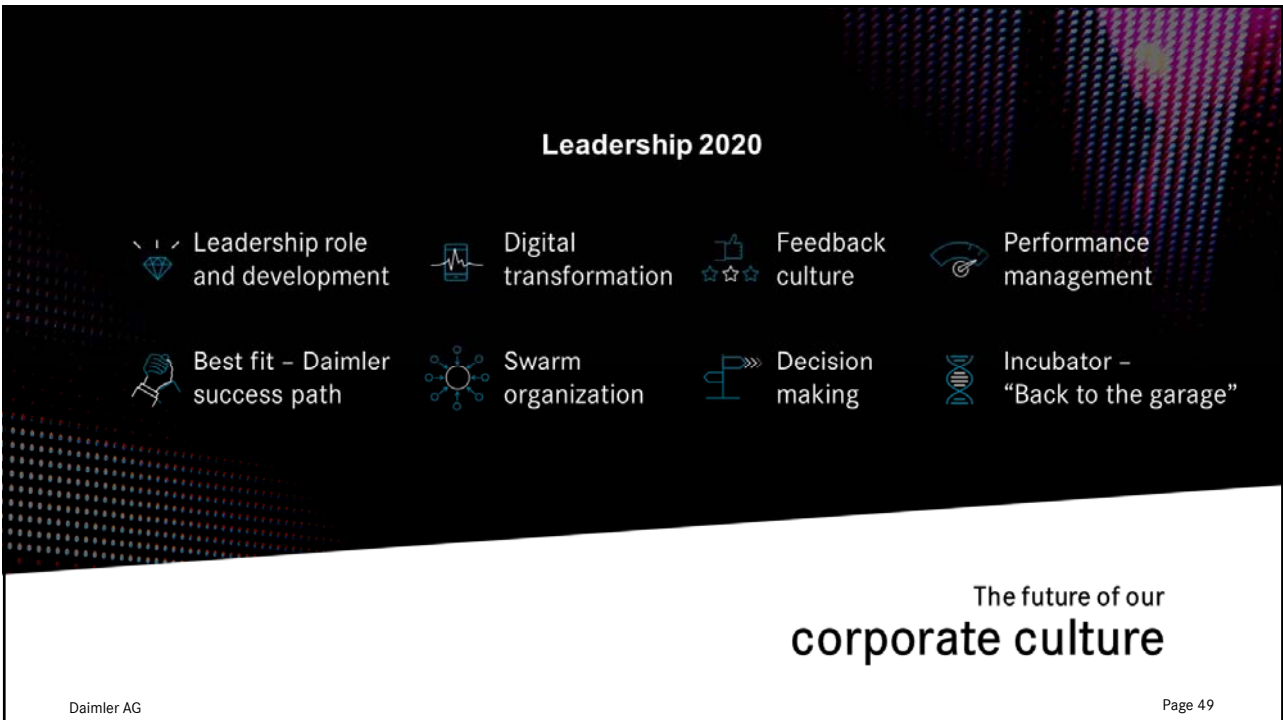 Leadership 2020
Leadership role
and development
Digital
transformation
Feedback
culture
Performance
management
Best fit – Daimler
success path
Swarm
organization
Decision
making
Incubator –
“Back to the garage”
The future of our
corporate culture
Daimler AG
Page 49